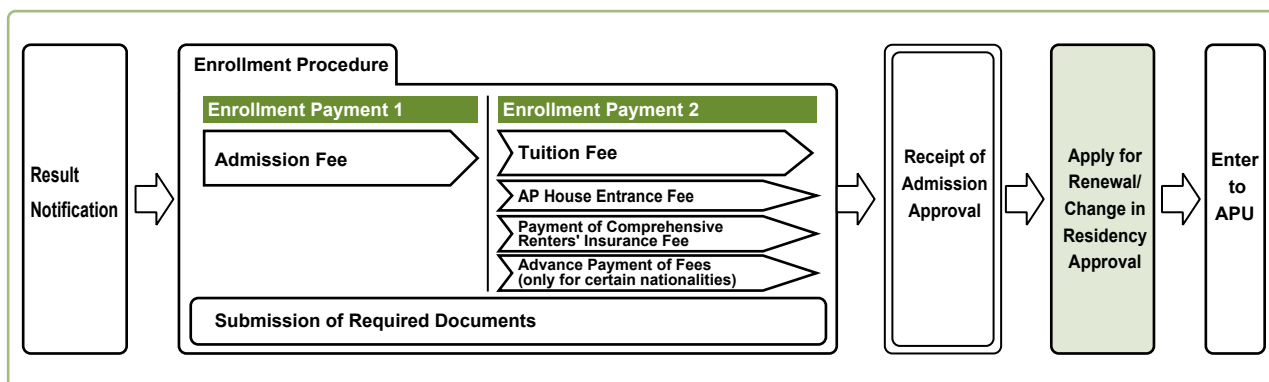 Result
Notification
Enrollment Procedure
Enrollment Payment 1
Admission Fee
Enrollment Payment 2
Tuition Fee
AP House Entrance Fee
Payment of Comprehensive
Renters' Insurance Fee
Advance Payment of Fees
(only for certain nationalities)
Submission of Required Documents
Receipt of
Admission
Approval
Apply for
Renewal/
Change in
Residency
Approval
Enter
to
APU